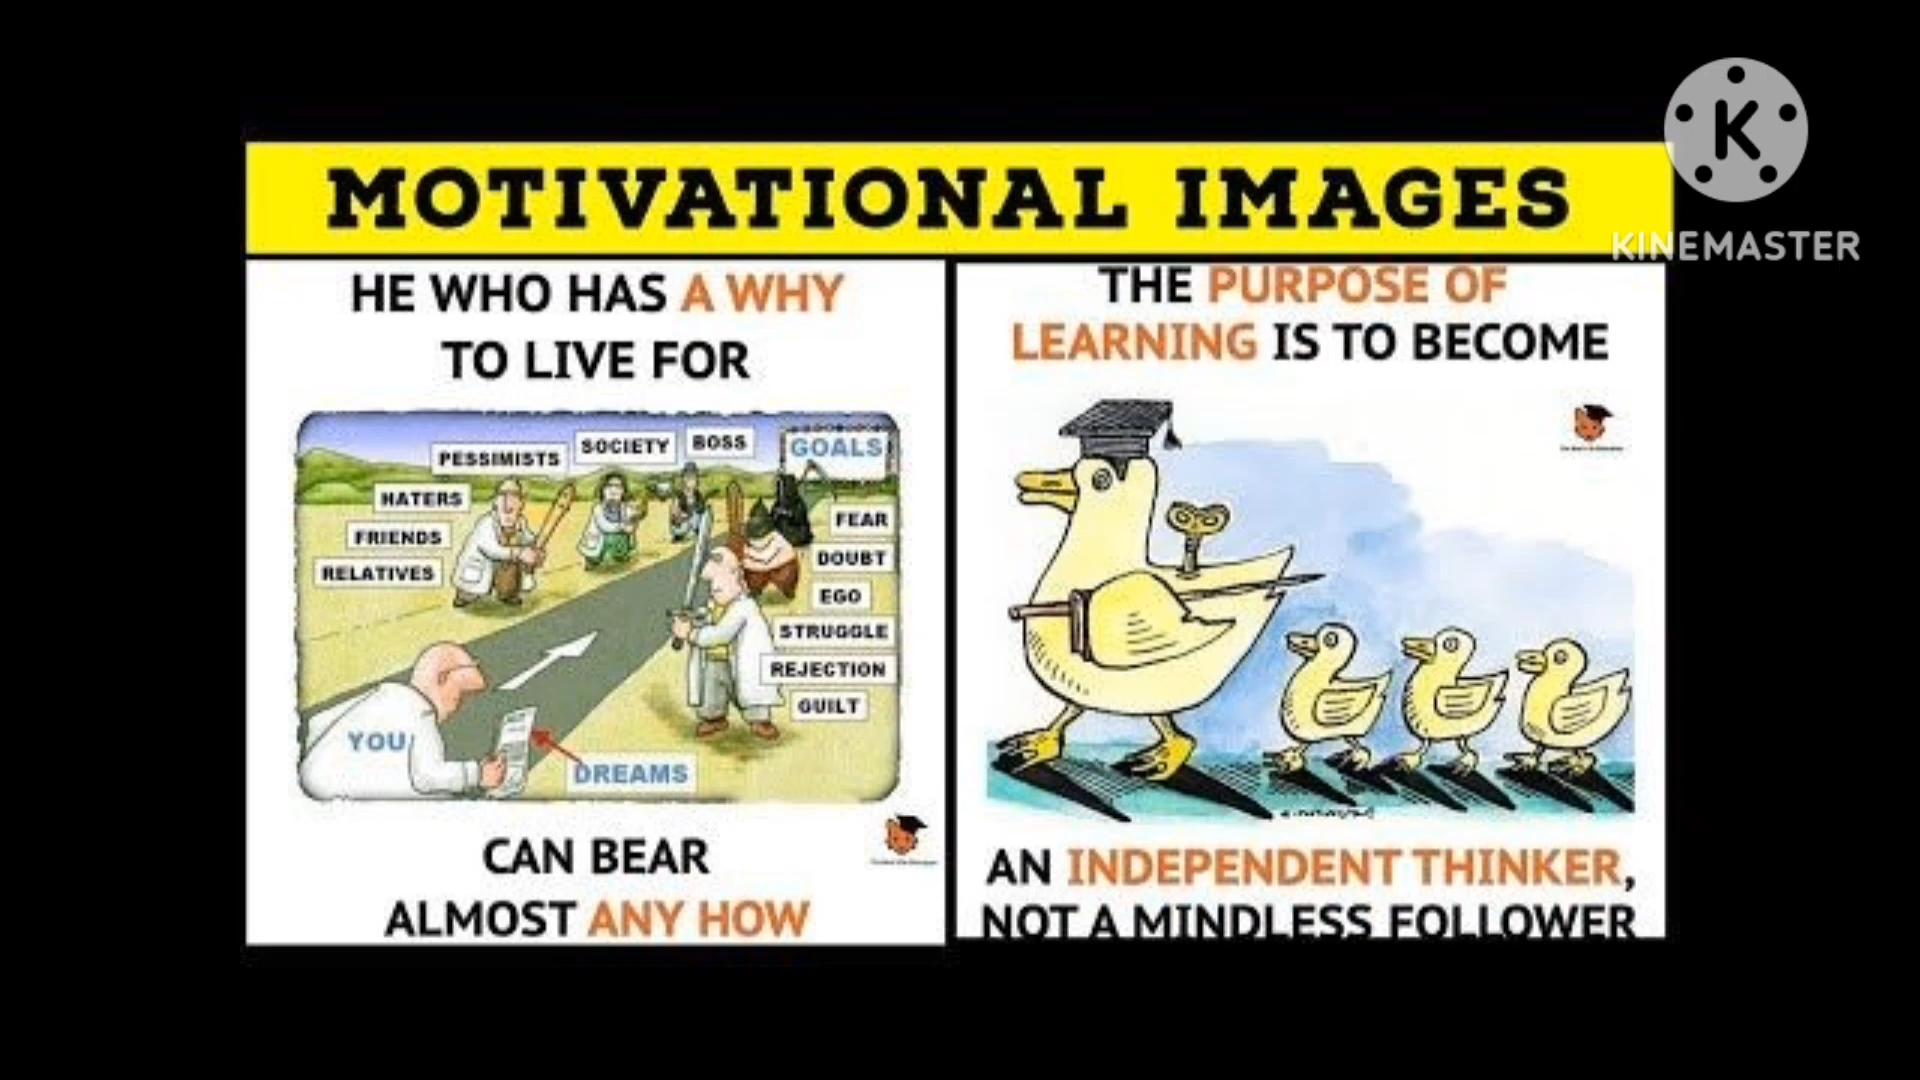 K
KINEMASTER
MOTIVATIONAL IMAGES
HE WHO HAS A WHY
TO LIVE FOR
PESSIMISTS
SOCIETY
BOSS
GOALS
HATERS
FRIENDS
RELATIVES
FEAR
DOUBT
EGO
STRUGGLE
REJECTION
GUILT
YOU
DREAMS
CAN BEAR
ALMOST ANY HOW
THE PURPOSE OF
LEARNING IS TO BECOME
AN INDEPENDENT THINKER,
NOT A MINDLESS FOLLOWER